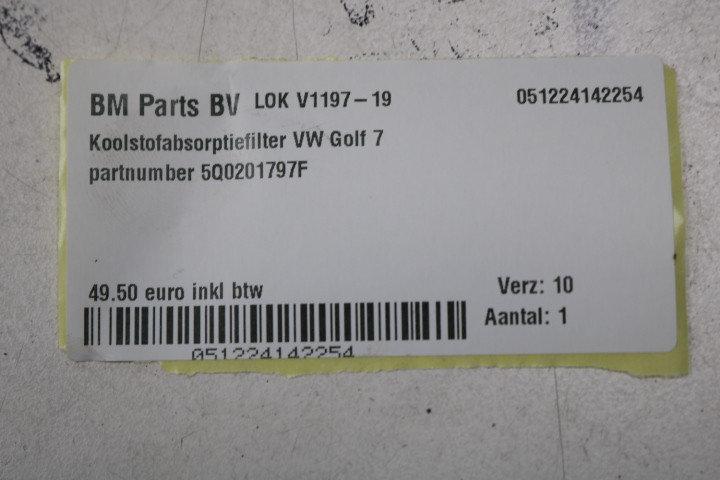 BM Parts BV LOK V1197-19 051224142254
Koolstofabsorptiefilter VW Golf 7
partnumber 5Q0201797F
49.50 euro inkl btw Verz: 10
Aantal: 1
051224142254